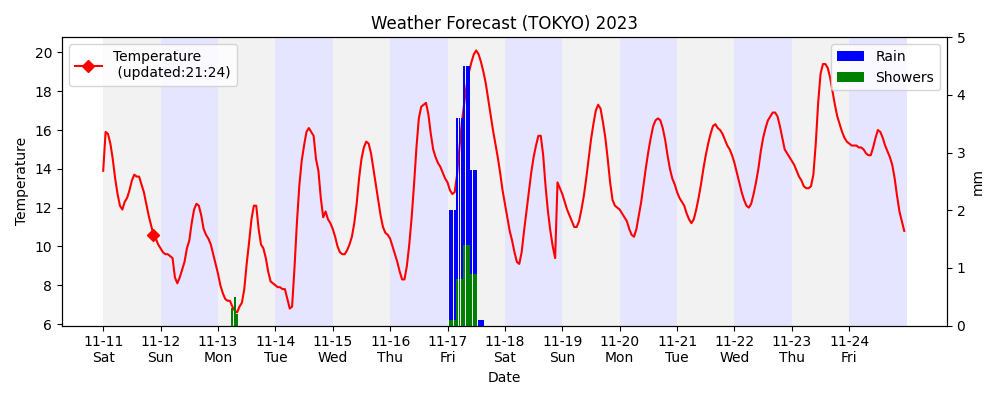 Weather Forecast (TOKYO) 2023
Temperature
(updated:21:24)
Rain
Showers
Temperature
20
18
16
14
12
10
8
6
5
4
3
2
1
0
mm
11-11 11-12 11-13 11-14 11-15 11-16 11-17 11-18 11-19 11-20 11-21 11-22 11-23 11-24
Sat Sun Mon Tue Wed Thu Fri Sat Sun Mon Tue Wed Thu Fri
Date